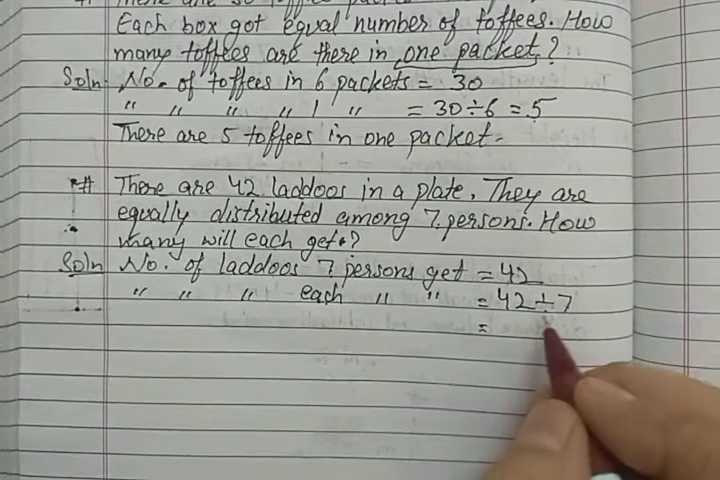 Each box got equal number of toffees. How
many toffees are there in one packet?
Soln. No. of toffees in 6 packets = 30
" " " " 1 " = 30÷6 = 5
There are 5 toffees in one packet.
# There are 42 laddoos in a plate. They are
equally distributed among 7 persons. How
many will each get?
Soln No. of laddoos 7 persons get = 42
" " " each " " = 42÷7
=